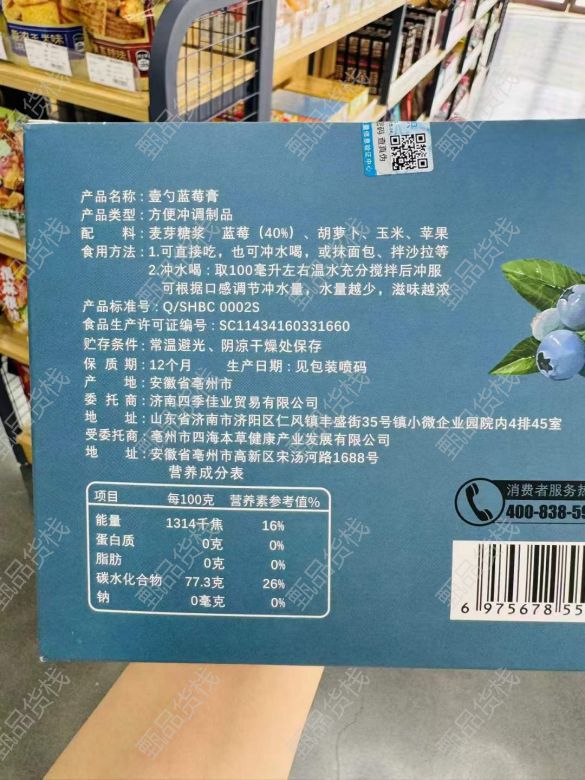 产品名称：壹勺蓝莓膏
产品类型：方便冲调制品
配　　料：麦芽糖浆、蓝莓（40%）、胡萝卜、玉米、苹果
食用方法：1.可直接吃，也可冲水喝，或抹面包、拌沙拉等
2.冲水喝：取100毫升左右温水充分搅拌后冲服
可根据口感调节冲水量，水量越少，滋味越浓
产品标准号：Q/SHBC 0002S
食品生产许可证编号：SC11434160331660
贮存条件：常温避光、阴凉干燥处保存
保 质 期：12个月　　生产日期：见包装喷码
产　　地：安徽省亳州市
委 托 商：济南四季佳业贸易有限公司
地　　址：山东省济南市济阳区仁风镇丰盛街35号镇小微企业园院内4排45室
受委托商：亳州市四海本草健康产业发展有限公司
地　　址：安徽省亳州市高新区宋汤河路1688号
营养成分表
项目　每100克　营养素参考值%
能量　1314千焦　16%
蛋白质　0克　0%
脂肪　0克　0%
碳水化合物　77.3克　26%
钠　0毫克　0%
消费者服务热
400-838-59
6 975678 55
甄品货栈